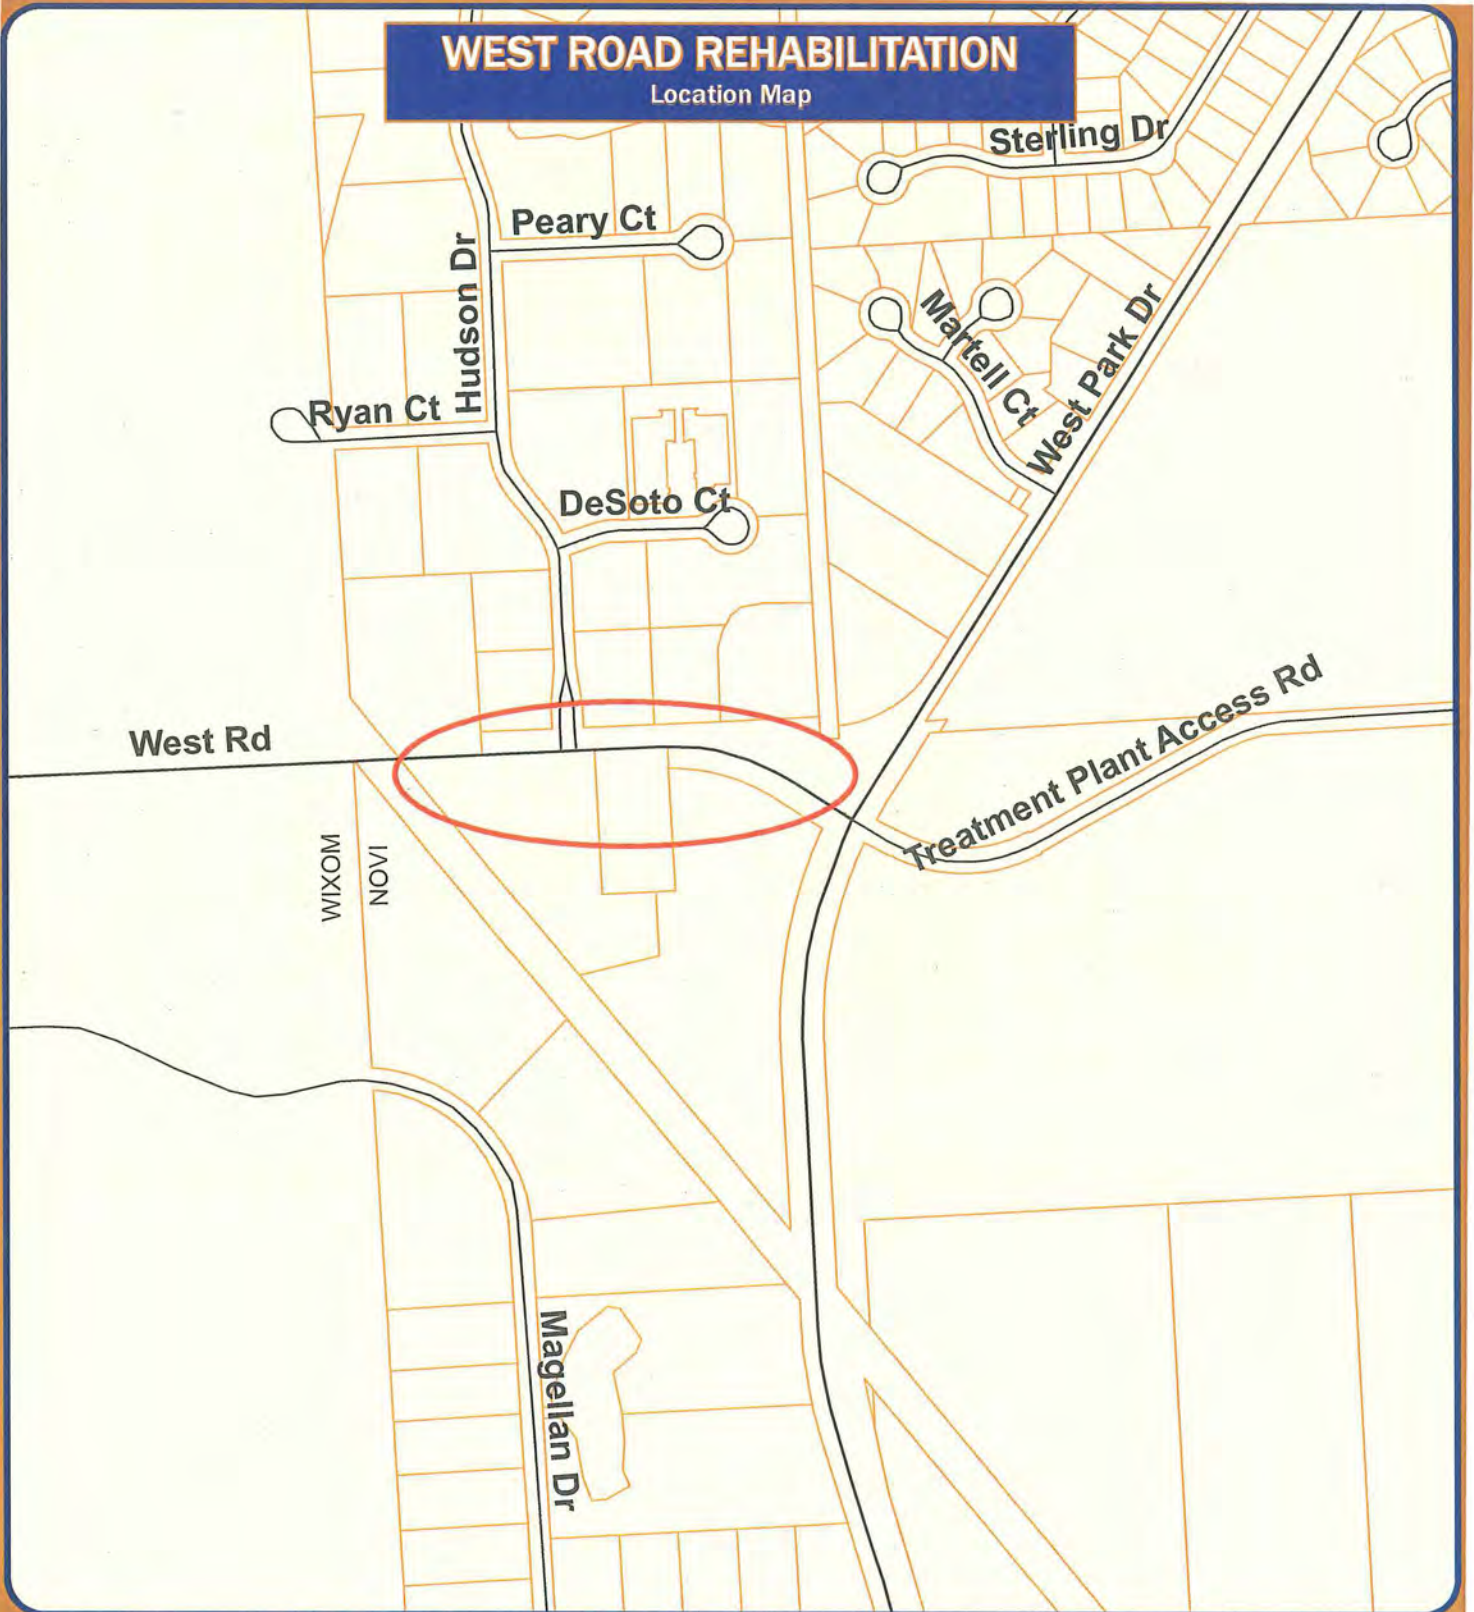 WEST ROAD REHABILITATION
Location Map
Sterling Dr
Peary Ct
Hudson Dr
Martell Ct
West Park Dr
Ryan Ct
DeSoto Ct
West Rd
Treatment Plant Access Rd
WIXOM
NOVI
Magellan Dr